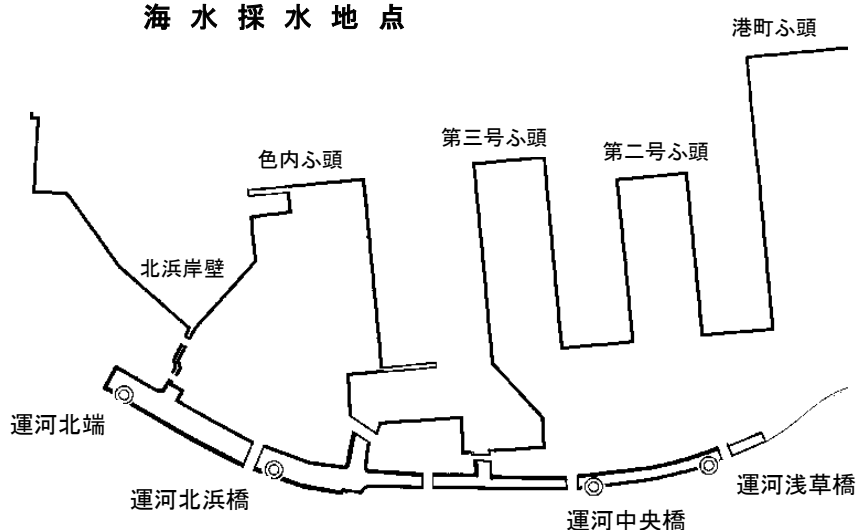 海水採水地点
港町ふ頭
第三号ふ頭
色内ふ頭
第二号ふ頭
北浜岸壁
運河北端
運河北浜橋
運河中央橋
運河浅草橋